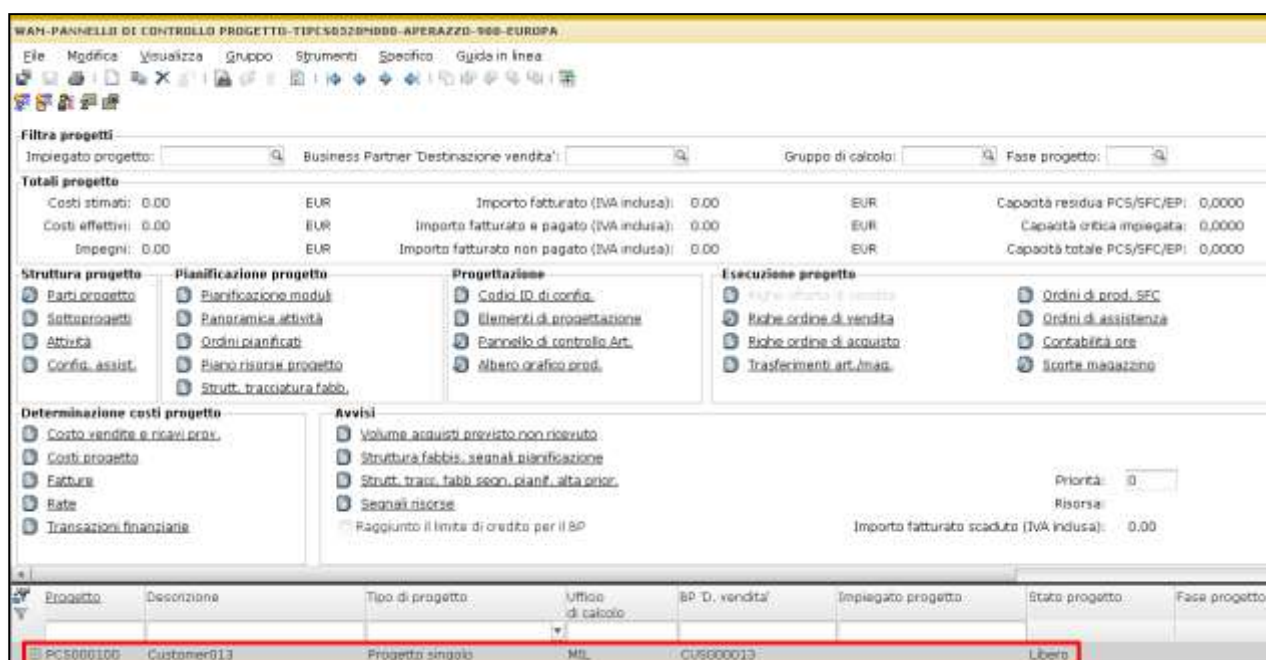 WAN-PANNELLO DI CONTROLLO PROGETTO-TIPCS0520M000-APERAZZO-900-EUROPA
File Modifica Visualizza Gruppo Strumenti Specifico Guida in linea
Filtra progetti
Impiegato progetto: Business Partner 'Destinazione vendita': Gruppo di calcolo: Fase progetto:
Totali progetto
Costi stimati: 0.00 EUR Importo fatturato (IVA inclusa): 0.00 EUR Capacità residua PCS/SFC/EP: 0,0000
Costi effettivi: 0.00 EUR Importo fatturato e pagato (IVA inclusa): 0.00 EUR Capacità critica impiegata: 0,0000
Impegni: 0.00 EUR Importo fatturato non pagato (IVA inclusa): 0.00 EUR Capacità totale PCS/SFC/EP: 0,0000
Struttura progetto Pianificazione progetto Progettazione Esecuzione progetto
Parti progetto Pianificazione moduli Codici ID di config. Righe offerta di vendita Ordini di prod. SFC
Sottoprogetti Panoramica attività Elementi di progettazione Righe ordine di vendita Ordini di assistenza
Attività Ordini pianificati Pannello di controllo Art. Righe ordine di acquisto Contabilità ore
Config. assist. Piano risorse progetto Albero grafico prod. Trasferimenti art./mag. Scorte magazzino
Strutt. tracciatura fabb.
Determinazione costi progetto Avvisi
Costo vendite e ricavi prov. Volume acquisti previsto non ricevuto
Costi progetto Struttura fabbis. segnali pianificazione
Fatture Strutt. tracc. fabb segn. pianif. alta prior. Priorità: 0
Rate Segnali risorse Risorsa:
Transazioni finanziarie Raggiunto il limite di credito per il BP Importo fatturato scaduto (IVA inclusa): 0.00
Progetto Descrizione Tipo di progetto Ufficio di calcolo BP 'D. vendita' Impiegato progetto Stato progetto Fase progetto
PCS000100 Customer013 Progetto singolo MIL CUS000013 Libero